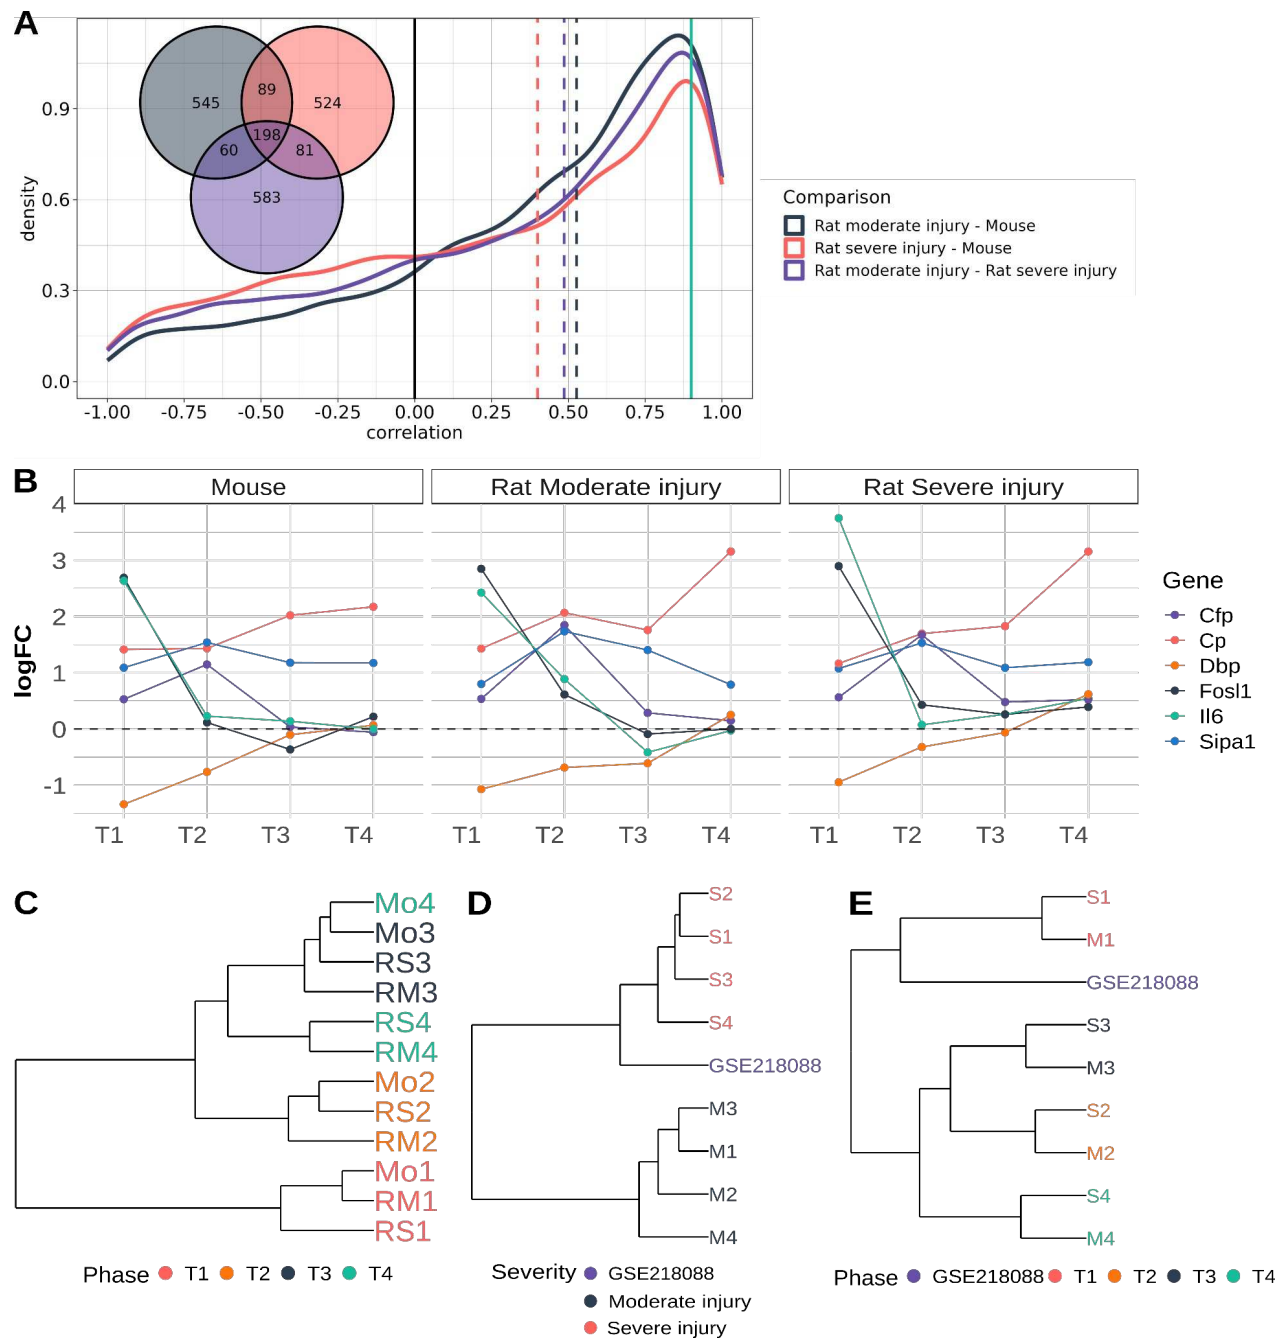 A
545
89
524
198
60
81
583
0.9
0.6
0.3
0.0
density
-1.00 -0.75 -0.50 -0.25 0.00 0.25 0.50 0.75 1.00
correlation
Comparison
Rat moderate injury - Mouse
Rat severe injury - Mouse
Rat moderate injury - Rat severe injury
B
Mouse
Rat Moderate injury
Rat Severe injury
4
3
2
1
0
-1
logFC
T1 T2 T3 T4
T1 T2 T3 T4
T1 T2 T3 T4
Gene
Cfp
Cp
Dbp
Fosl1
Il6
Sipa1
C
Mo4
Mo3
RS3
RM3
RS4
RM4
Mo2
RS2
RM2
Mo1
RM1
RS1
Phase T1 T2 T3 T4
D
S2
S1
S3
S4
GSE218088
M3
M1
M2
M4
Severity GSE218088
Moderate injury
Severe injury
E
S1
M1
GSE218088
S3
M3
S2
M2
S4
M4
Phase GSE218088 T1 T2 T3 T4